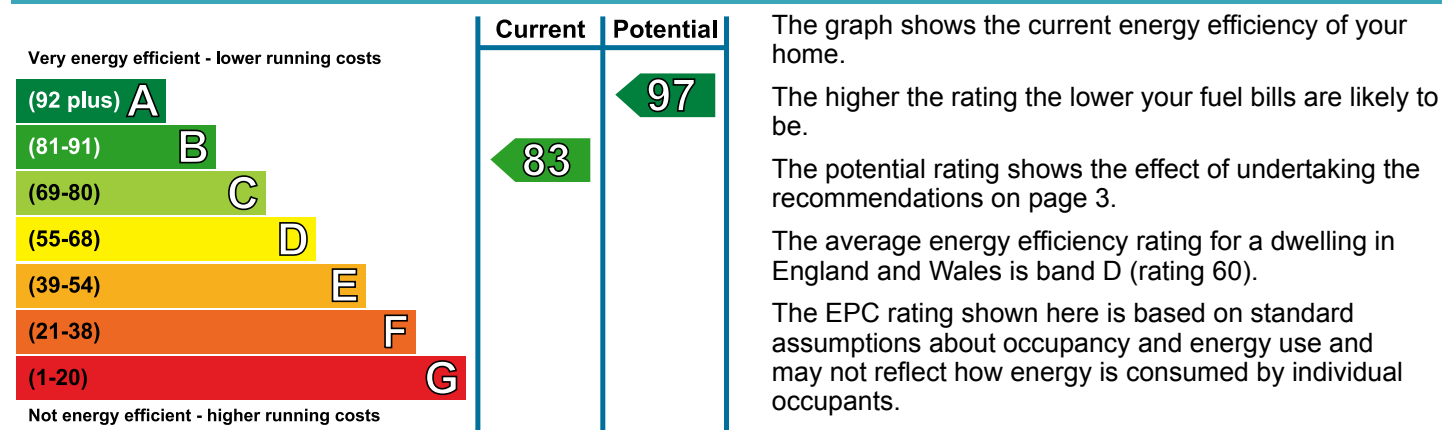 Current Potential
Very energy efficient - lower running costs
(92 plus) A
97
(81-91) B
83
(69-80) C
(55-68) D
(39-54) E
(21-38) F
(1-20) G
Not energy efficient - higher running costs
The graph shows the current energy efficiency of your
home.
The higher the rating the lower your fuel bills are likely to
be.
The potential rating shows the effect of undertaking the
recommendations on page 3.
The average energy efficiency rating for a dwelling in
England and Wales is band D (rating 60).
The EPC rating shown here is based on standard
assumptions about occupancy and energy use and
may not reflect how energy is consumed by individual
occupants.